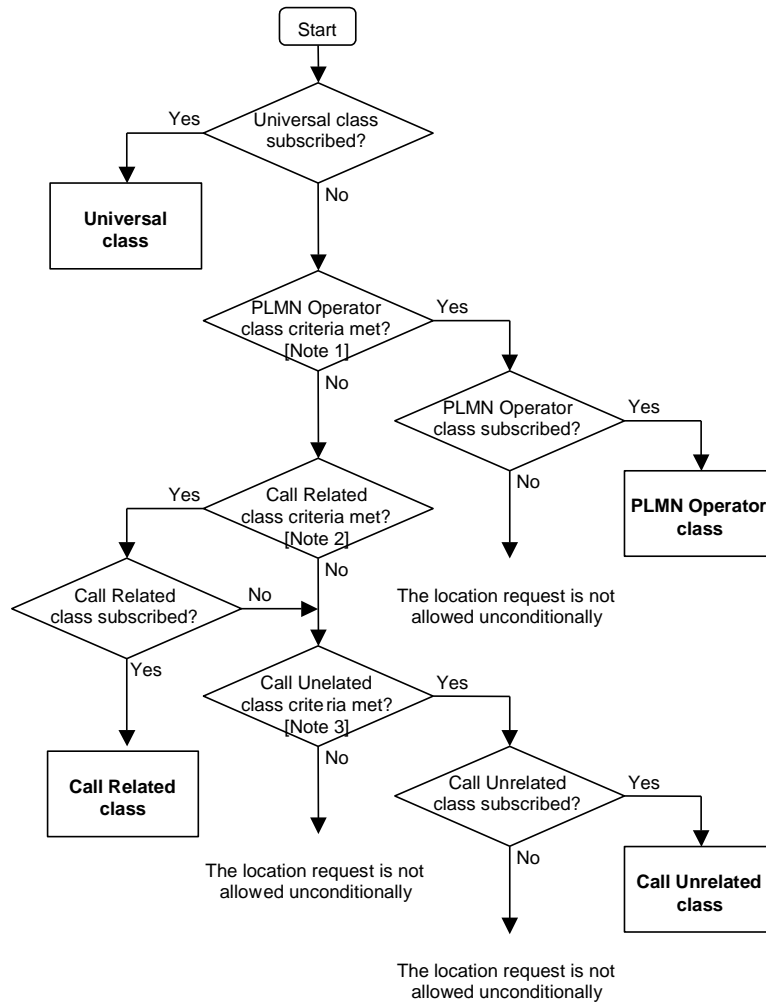 Start
Universal class
subscribed?
Yes
No
Universal
class
PLMN Operator
class criteria met?
[Note 1]
Yes
No
PLMN Operator
class subscribed?
Yes
No
PLMN Operator
class
The location request is not
allowed unconditionally
Call Related
class criteria met?
[Note 2]
Yes
No
Call Related
class subscribed?
No
Yes
Call Related
class
Call Unelated
class criteria met?
[Note 3]
Yes
No
The location request is not
allowed unconditionally
Call Unrelated
class subscribed?
Yes
No
Call Unrelated
class
The location request is not
allowed unconditionally